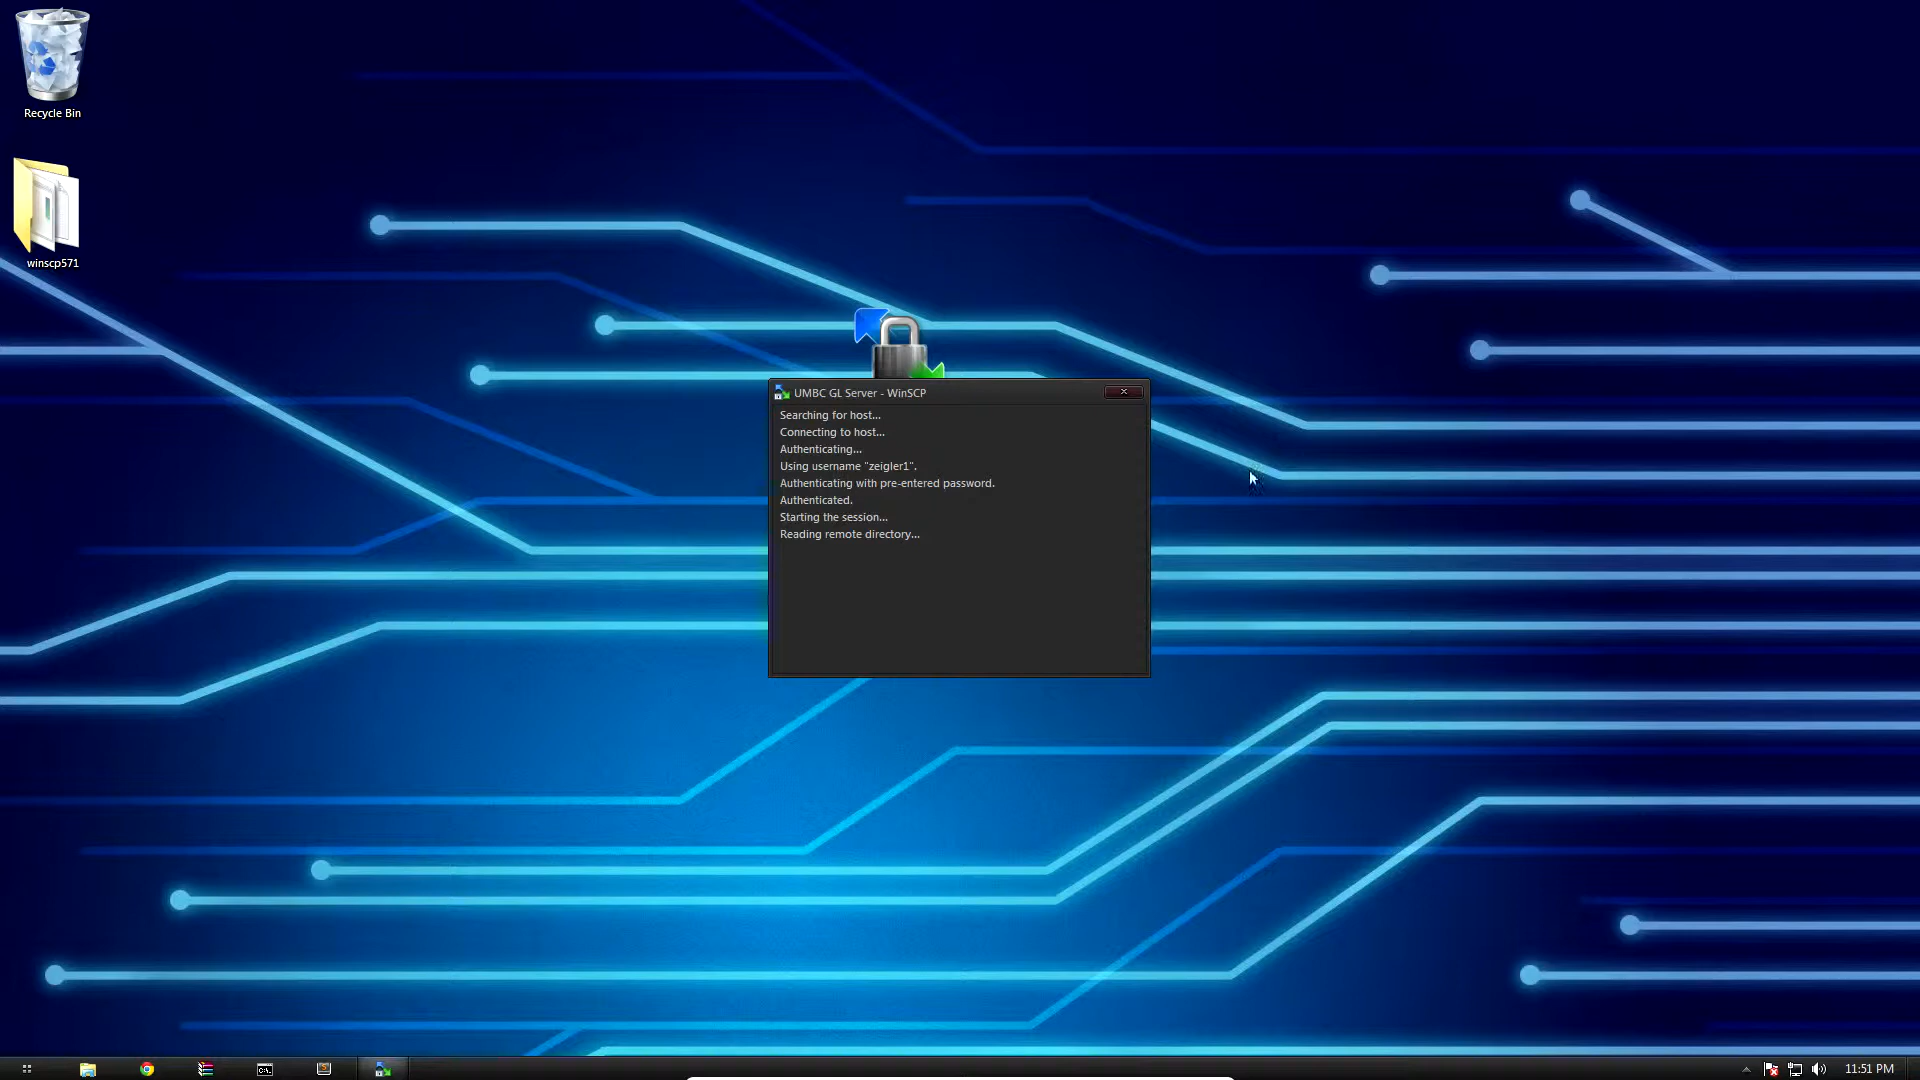 Recycle Bin
winscp571
UMBC GL Server - WinSCP
Searching for host...
Connecting to host...
Authenticating...
Using username "zeigler1".
Authenticating with pre-entered password.
Authenticated.
Starting the session...
Reading remote directory...
11:51 PM